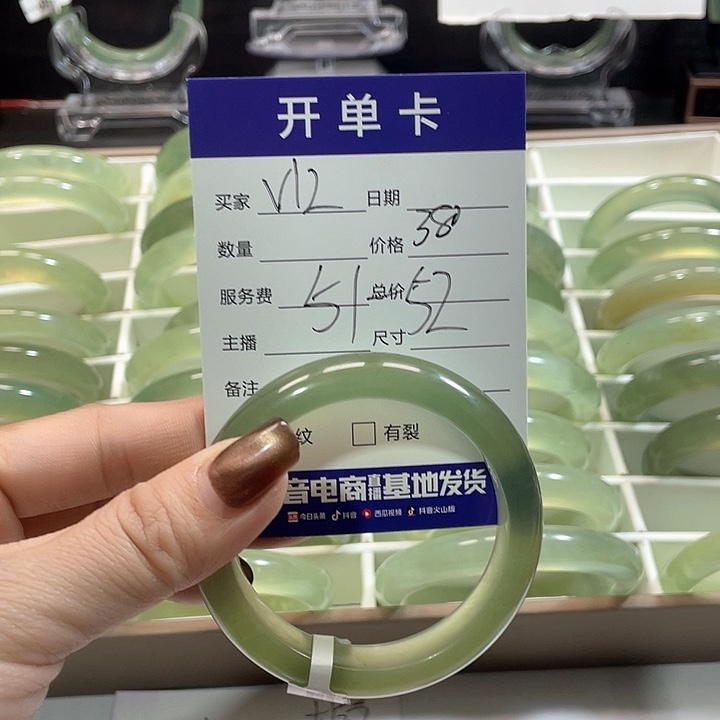 开单卡
买家 V12 日期
数量 价格 38
服务费 51 总价 52
主播 尺寸
备注
纹 有裂
音电商直播基地发货
今日头条 抖音 西瓜视频 抖音火山版